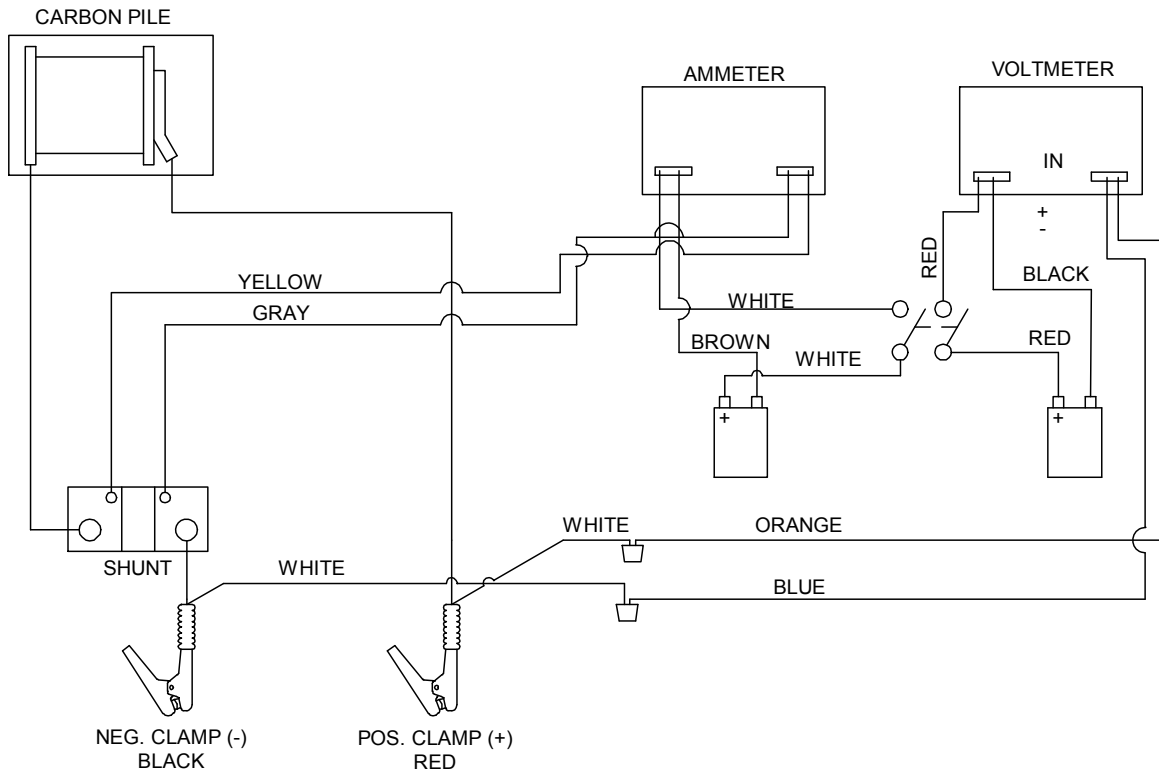 CARBON PILE
AMMETER
VOLTMETER
IN
+
-
RED
BLACK
YELLOW
GRAY
WHITE
BROWN
WHITE
RED
+
+
WHITE
ORANGE
SHUNT
WHITE
BLUE
NEG. CLAMP (-)
BLACK
POS. CLAMP (+)
RED